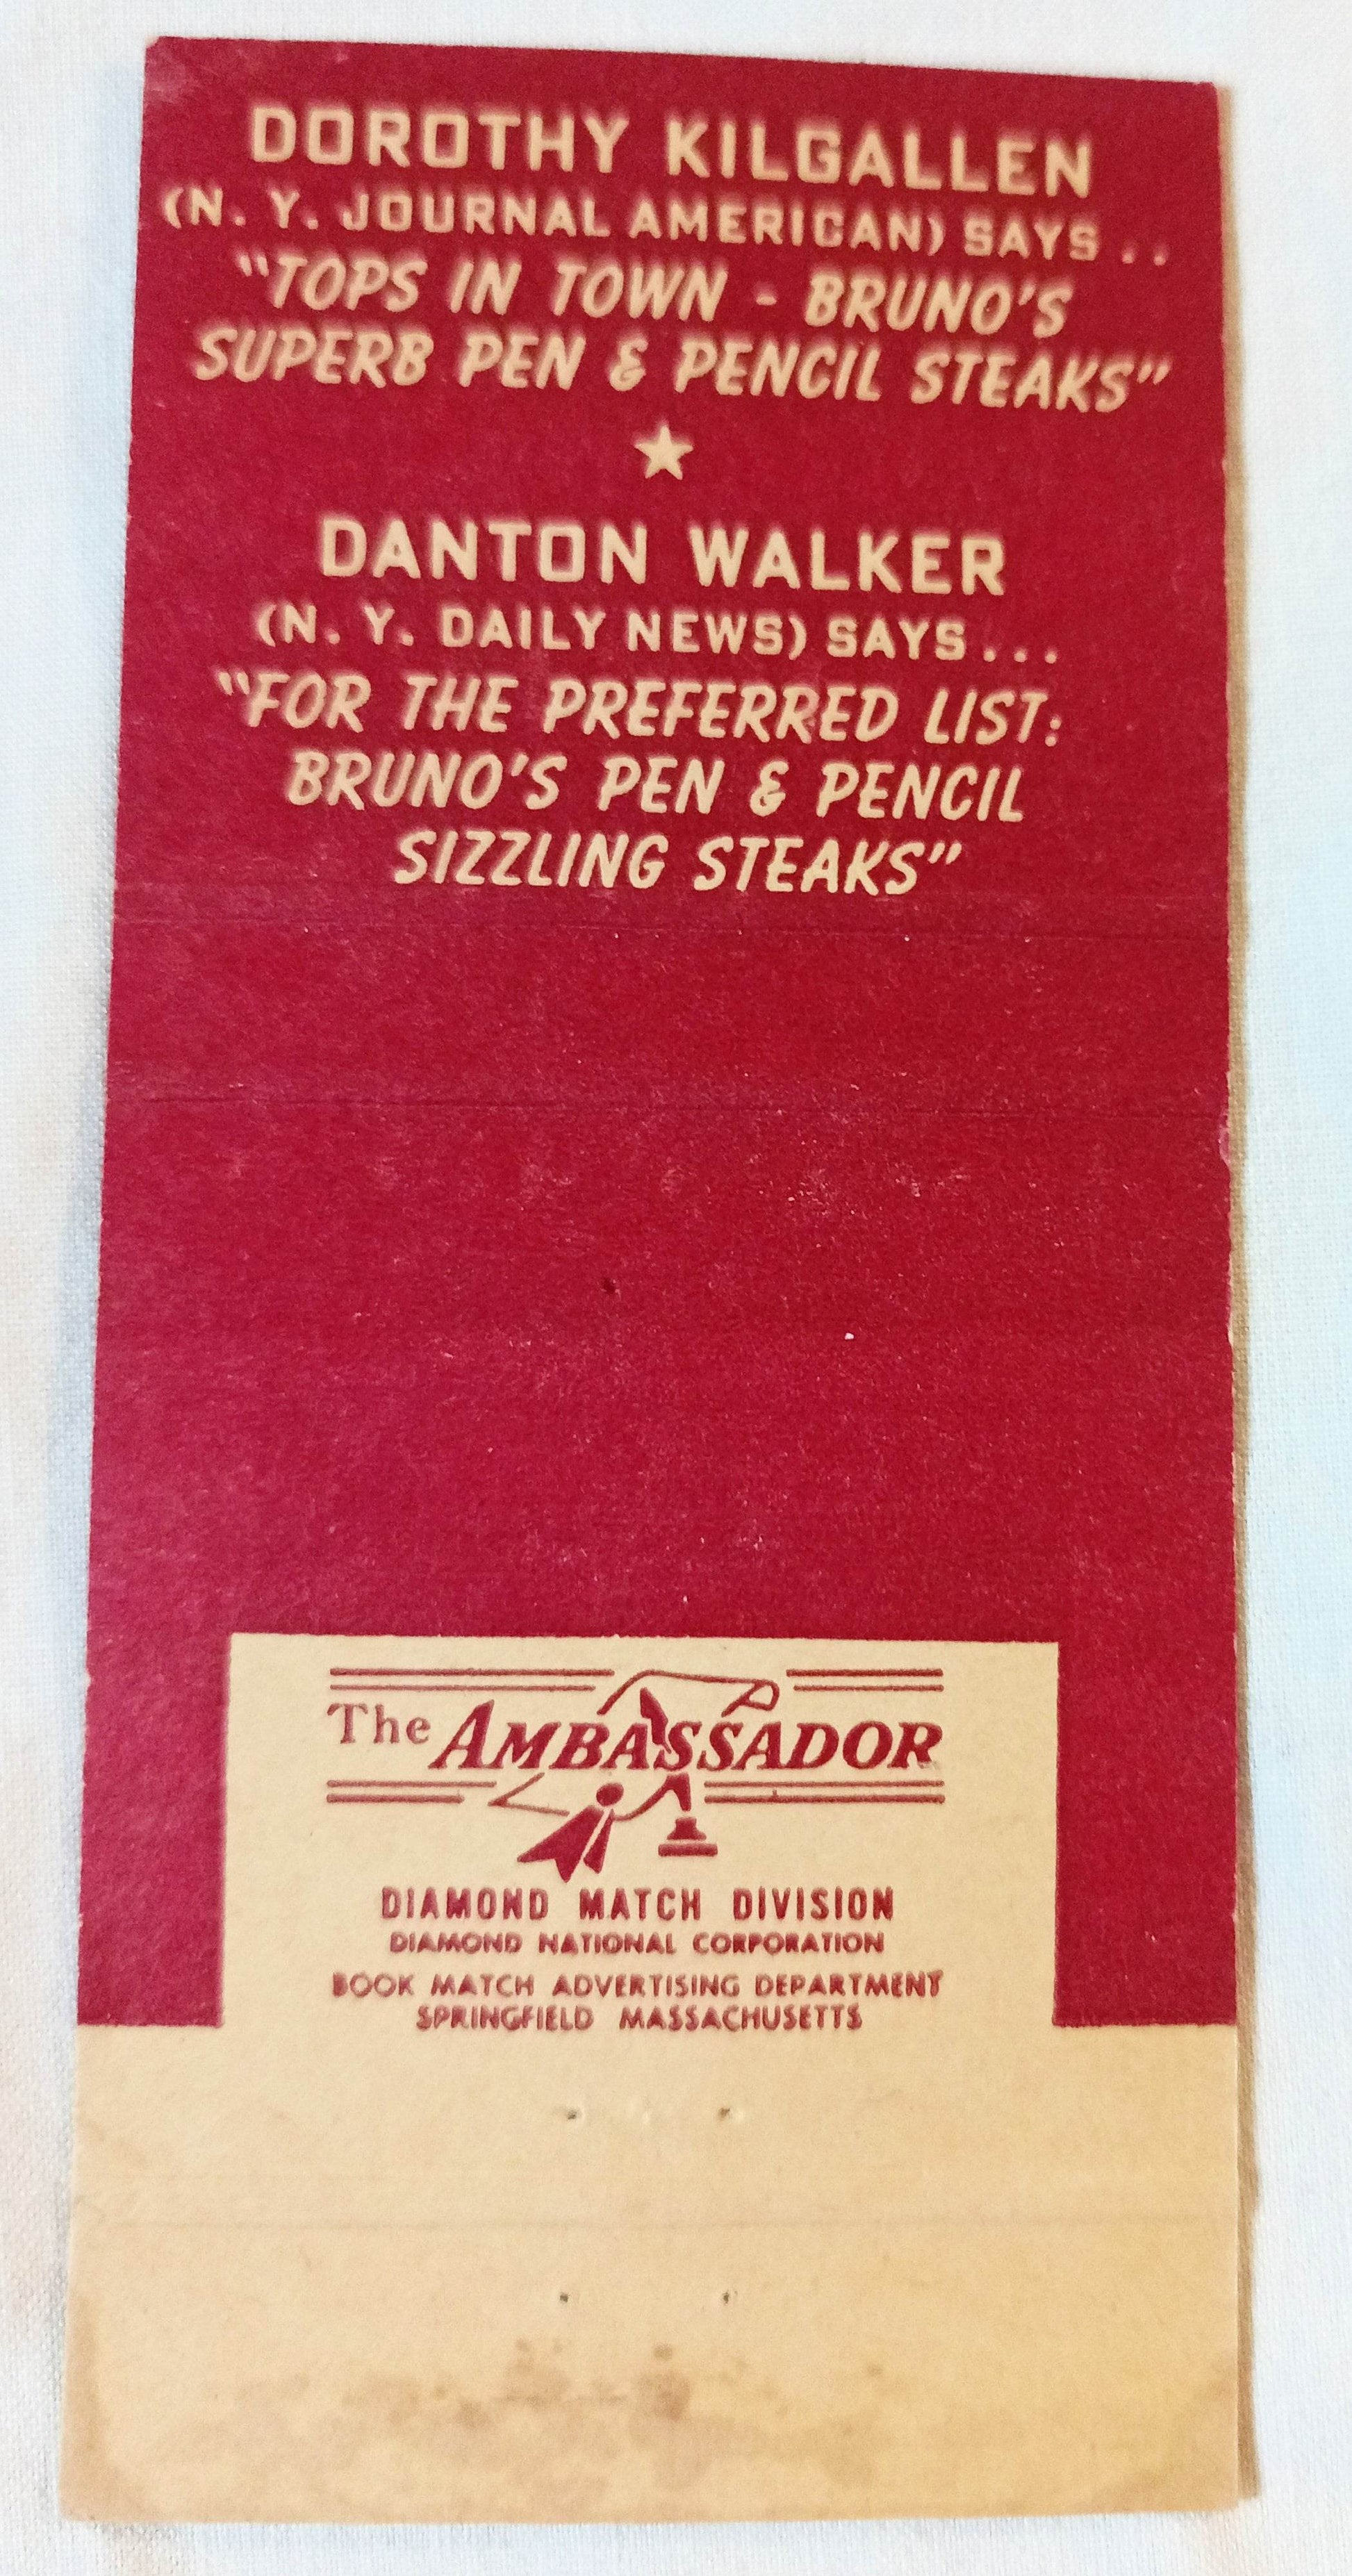 DOROTHY KILGALLEN
(N. Y. JOURNAL AMERICAN) SAYS . .
"TOPS IN TOWN - BRUNO'S
SUPERB PEN & PENCIL STEAKS"
DANTON WALKER
(N. Y. DAILY NEWS) SAYS . . .
"FOR THE PREFERRED LIST:
BRUNO'S PEN & PENCIL
SIZZLING STEAKS"
The AMBASSADOR
DIAMOND MATCH DIVISION
DIAMOND NATIONAL CORPORATION
BOOK MATCH ADVERTISING DEPARTMENT
SPRINGFIELD MASSACHUSETTS